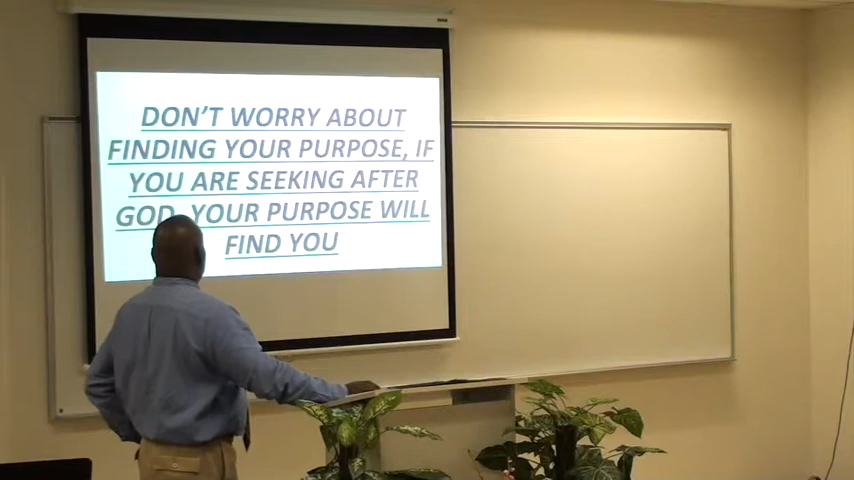 DON'T WORRY ABOUT
FINDING YOUR PURPOSE, IF
YOU ARE SEEKING AFTER
GOD, YOUR PURPOSE WILL
FIND YOU